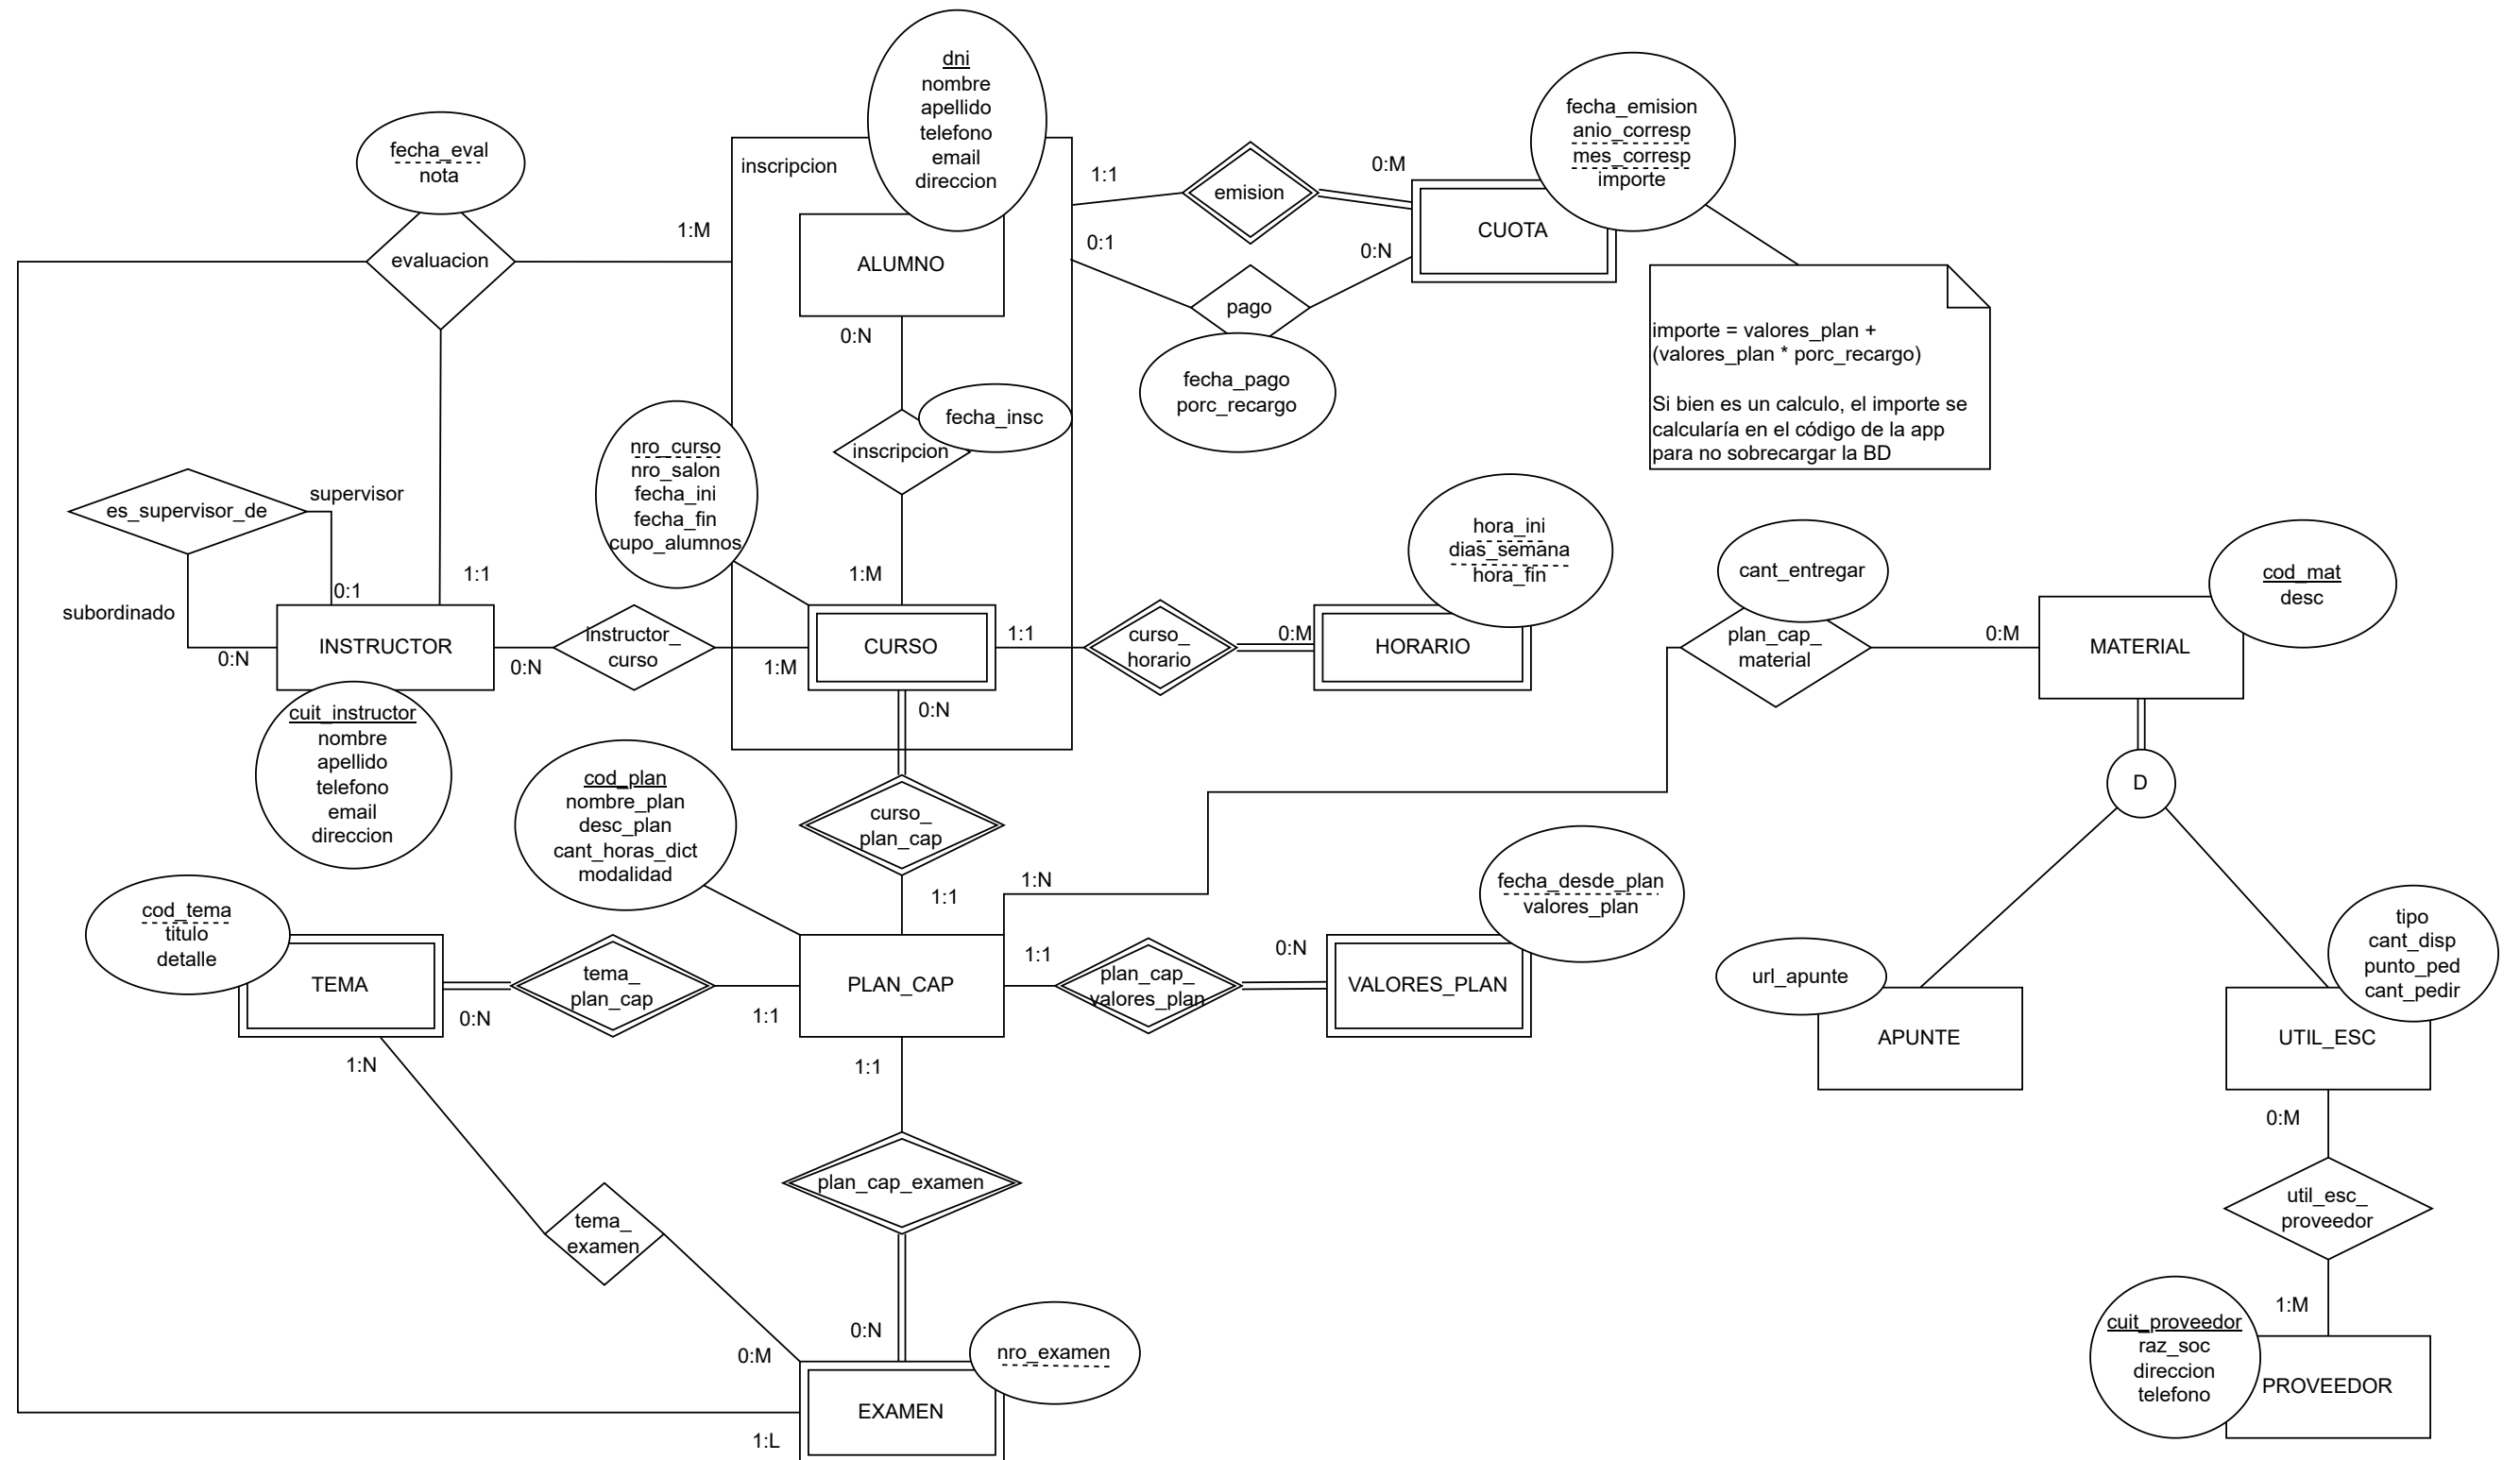 dni
nombre
apellido
telefono
email
direccion
fecha_emision
anio_corresp
mes_corresp
importe
fecha_eval
nota
inscripcion
1:1
0:M
emision
CUOTA
1:M
evaluacion
ALUMNO
0:1
0:N
pago
importe = valores_plan +
(valores_plan * porc_recargo)
Si bien es un calculo, el importe se
calcularía en el código de la app
para no sobrecargar la BD
0:N
fecha_pago
porc_recargo
fecha_insc
inscripcion
nro_curso
nro_salon
fecha_ini
fecha_fin
cupo_alumnos
supervisor
es_supervisor_de
hora_ini
dias_semana
hora_fin
cant_entregar
cod_mat
desc
1:1
1:M
0:1
subordinado
INSTRUCTOR
0:N
0:N
instructor_
curso
1:M
CURSO
1:1
curso_
horario
0:M
HORARIO
plan_cap_
material
0:M
MATERIAL
0:N
cuit_instructor
nombre
apellido
telefono
email
direccion
cod_plan
nombre_plan
desc_plan
cant_horas_dict
modalidad
curso_
plan_cap
D
1:1
1:N
fecha_desde_plan
valores_plan
cod_tema
titulo
detalle
tipo
cant_disp
punto_ped
cant_pedir
TEMA
0:N
tema_
plan_cap
1:1
PLAN_CAP
1:1
plan_cap_
valores_plan
0:N
VALORES_PLAN
url_apunte
APUNTE
UTIL_ESC
1:N
1:1
0:M
plan_cap_examen
tema_
examen
util_esc_
proveedor
0:N
0:M
nro_examen
1:M
cuit_proveedor
raz_soc
direccion
telefono
PROVEEDOR
EXAMEN
1:L